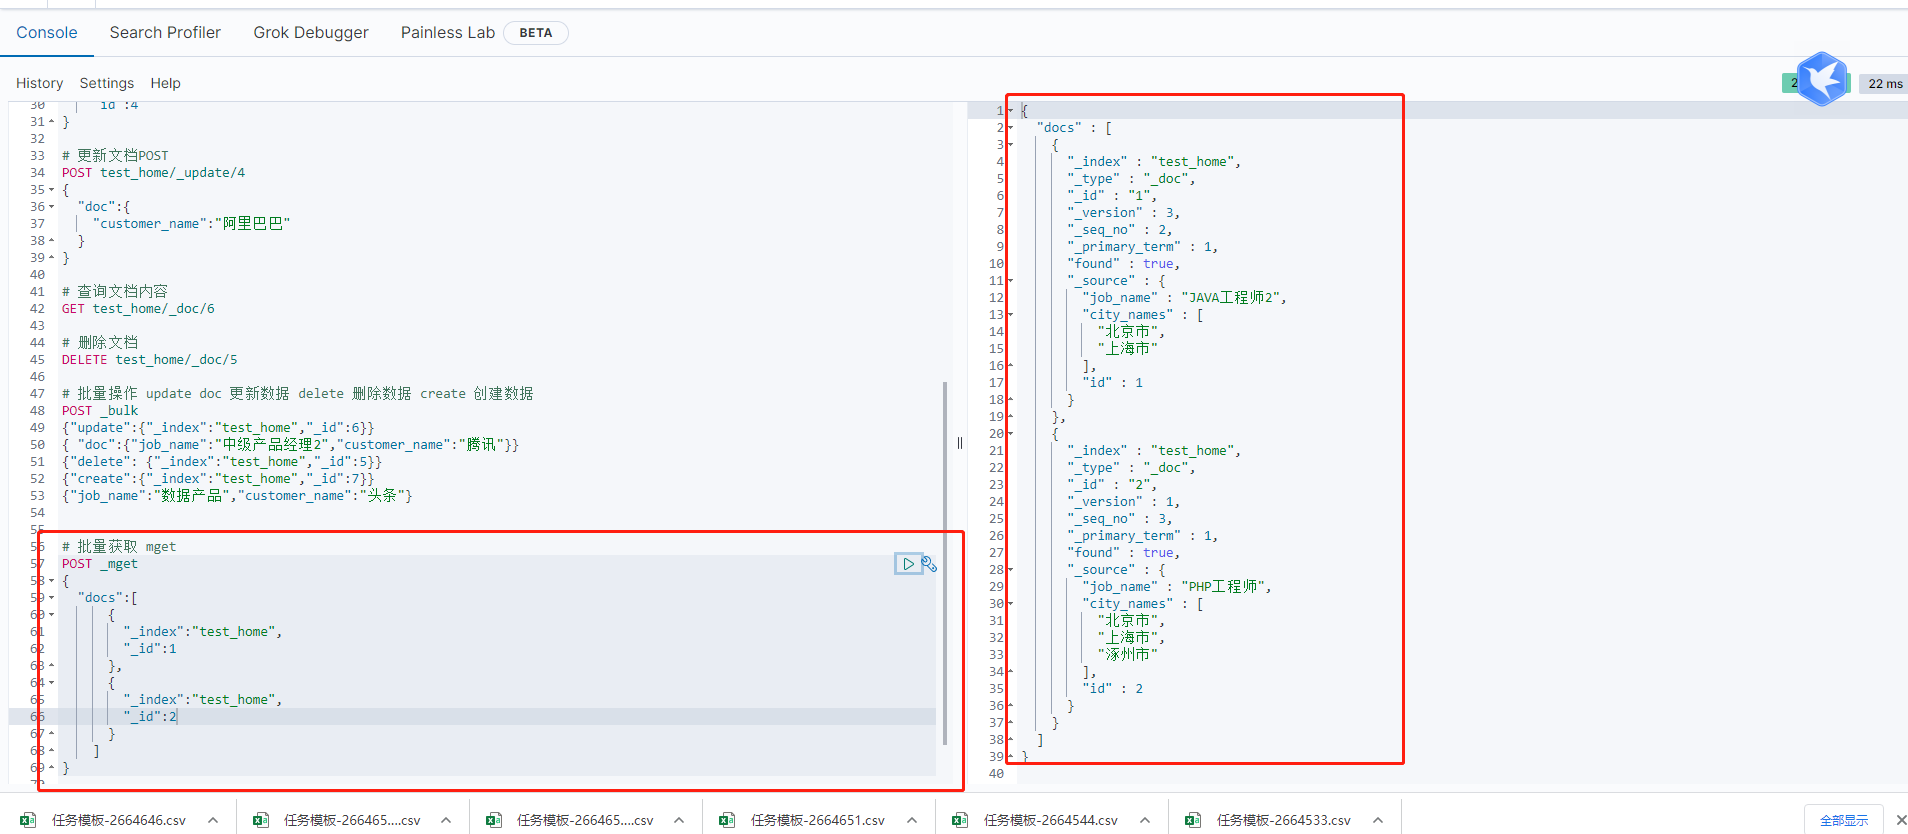 Console Search Profiler Grok Debugger Painless Lab BETA
History Settings Help
22 ms
30 id":4
31 }
32
33 # 更新文档POST
34 POST test_home/_update/4
35 {
36 "doc":{
37 "customer_name":"阿里巴巴"
38 }
39 }
40
41 # 查询文档内容
42 GET test_home/_doc/6
43
44 # 删除文档
45 DELETE test_home/_doc/5
46
47 # 批量操作 update doc 更新数据 delete 删除数据 create 创建数据
48 POST _bulk
49 {"update":{"_index":"test_home","_id":6}}
50 { "doc":{"job_name":"中级产品经理2","customer_name":"腾讯"}}
51 {"delete": {"_index":"test_home","_id":5}}
52 {"create":{"_index":"test_home","_id":7}}
53 {"job_name":"数据产品","customer_name":"头条"}
54
55
56 # 批量获取 mget
57 POST _mget
58 {
59 "docs":[
60 {
61 "_index":"test_home",
62 "_id":1
63 },
64 {
65 "_index":"test_home",
66 "_id":2
67 }
68 ]
69 }
1 {
2 "docs" : [
3 {
4 "_index" : "test_home",
5 "_type" : "_doc",
6 "_id" : "1",
7 "_version" : 3,
8 "_seq_no" : 2,
9 "_primary_term" : 1,
10 "found" : true,
11 "_source" : {
12 "job_name" : "JAVA工程师2",
13 "city_names" : [
14 "北京市",
15 "上海市"
16 ],
17 "id" : 1
18 }
19 },
20 {
21 "_index" : "test_home",
22 "_type" : "_doc",
23 "_id" : "2",
24 "_version" : 1,
25 "_seq_no" : 3,
26 "_primary_term" : 1,
27 "found" : true,
28 "_source" : {
29 "job_name" : "PHP工程师",
30 "city_names" : [
31 "北京市",
32 "上海市",
33 "涿州市"
34 ],
35 "id" : 2
36 }
37 }
38 ]
39 }
40
任务模板-2664646.csv 任务模板-266465....csv 任务模板-266465....csv 任务模板-2664651.csv 任务模板-2664544.csv 任务模板-2664533.csv 全部显示